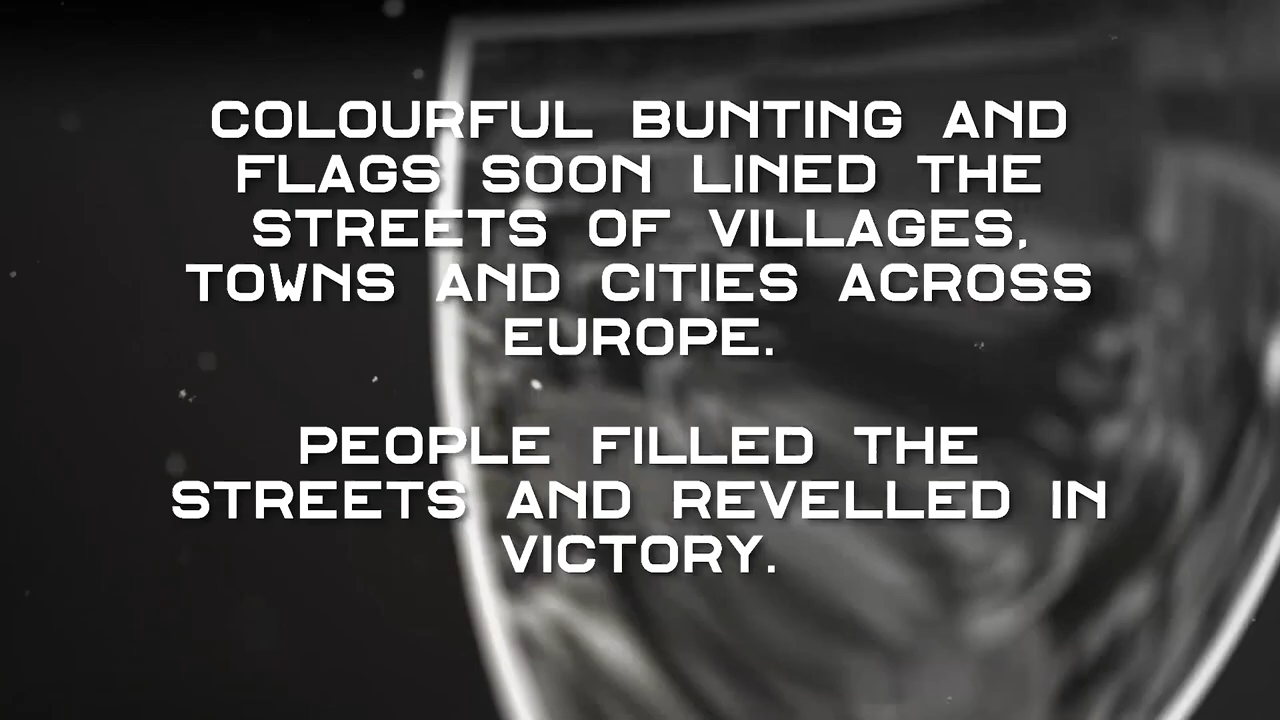 COLOURFUL BUNTING AND
FLAGS SOON LINED THE
STREETS OF VILLAGES,
TOWNS AND CITIES ACROSS
EUROPE.
PEOPLE FILLED THE
STREETS AND REVELLED IN
VICTORY.